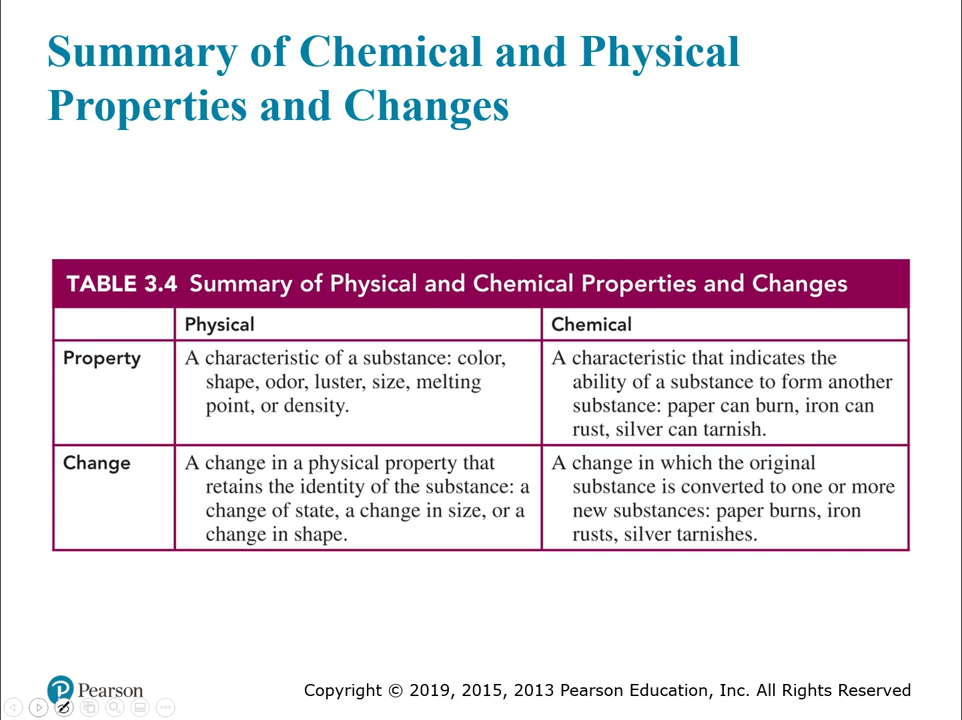 Summary of Chemical and Physical
Properties and Changes
TABLE 3.4 Summary of Physical and Chemical Properties and Changes
Physical
Chemical
Property
A characteristic of a substance: color,
shape, odor, luster, size, melting
point, or density.
A characteristic that indicates the
ability of a substance to form another
substance: paper can burn, iron can
rust, silver can tarnish.
Change
A change in a physical property that
retains the identity of the substance: a
change of state, a change in size, or a
change in shape.
A change in which the original
substance is converted to one or more
new substances: paper burns, iron
rusts, silver tarnishes.
Pearson
Copyright © 2019, 2015, 2013 Pearson Education, Inc. All Rights Reserved